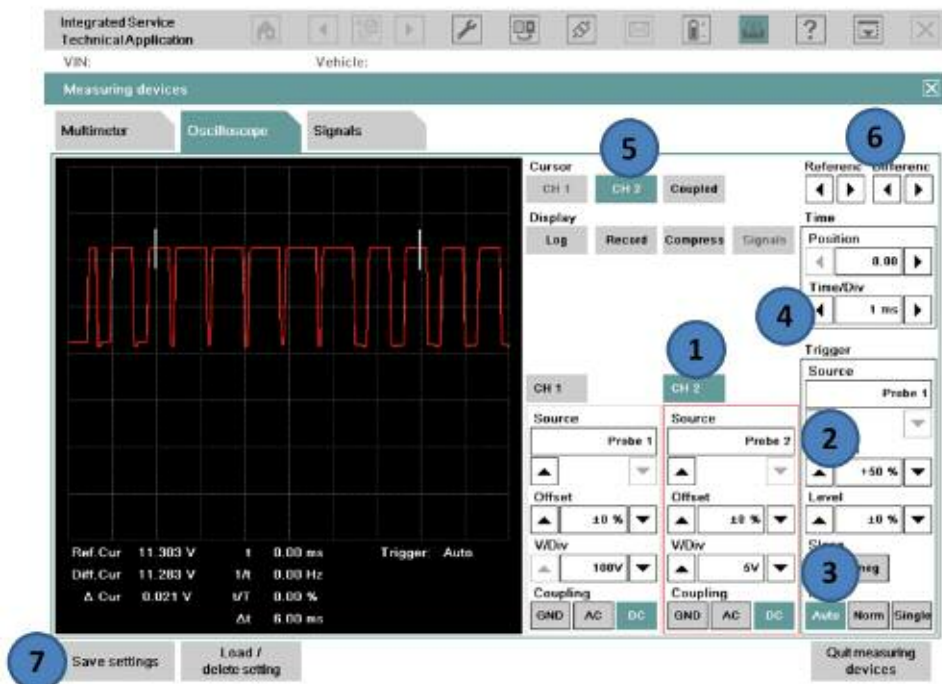 Integrated Service
Technical Application
VIN:
Vehicle:
Measuring devices
Multimeter
Oscilloscope
Signals
Cursor
5
6
CH 1
CH 2
Coupled
Referenc
Differenc
Display
Log
Record
Compress
Signals
Time
Position
0.00
Time/Div
4
1 ms
1
Trigger
Source
Probe 1
CH 1
CH 2
Source
Probe 1
Source
Probe 2
2
+50 %
Offset
±0 %
Offset
±0 %
Level
±0 %
V/Div
100V
V/Div
5V
3
neg
Coupling
GND
AC
DC
Coupling
GND
AC
DC
Auto
Norm
Single
Ref.Cur 11.303 V t 0.00 ms Trigger: Auto
Diff.Cur 11.283 V 1/t 0.00 Hz
Δ Cur 0.021 V t/T 0.00 %
Δt 6.00 ms
7
Save settings
Load /
delete setting
Quit measuring
devices